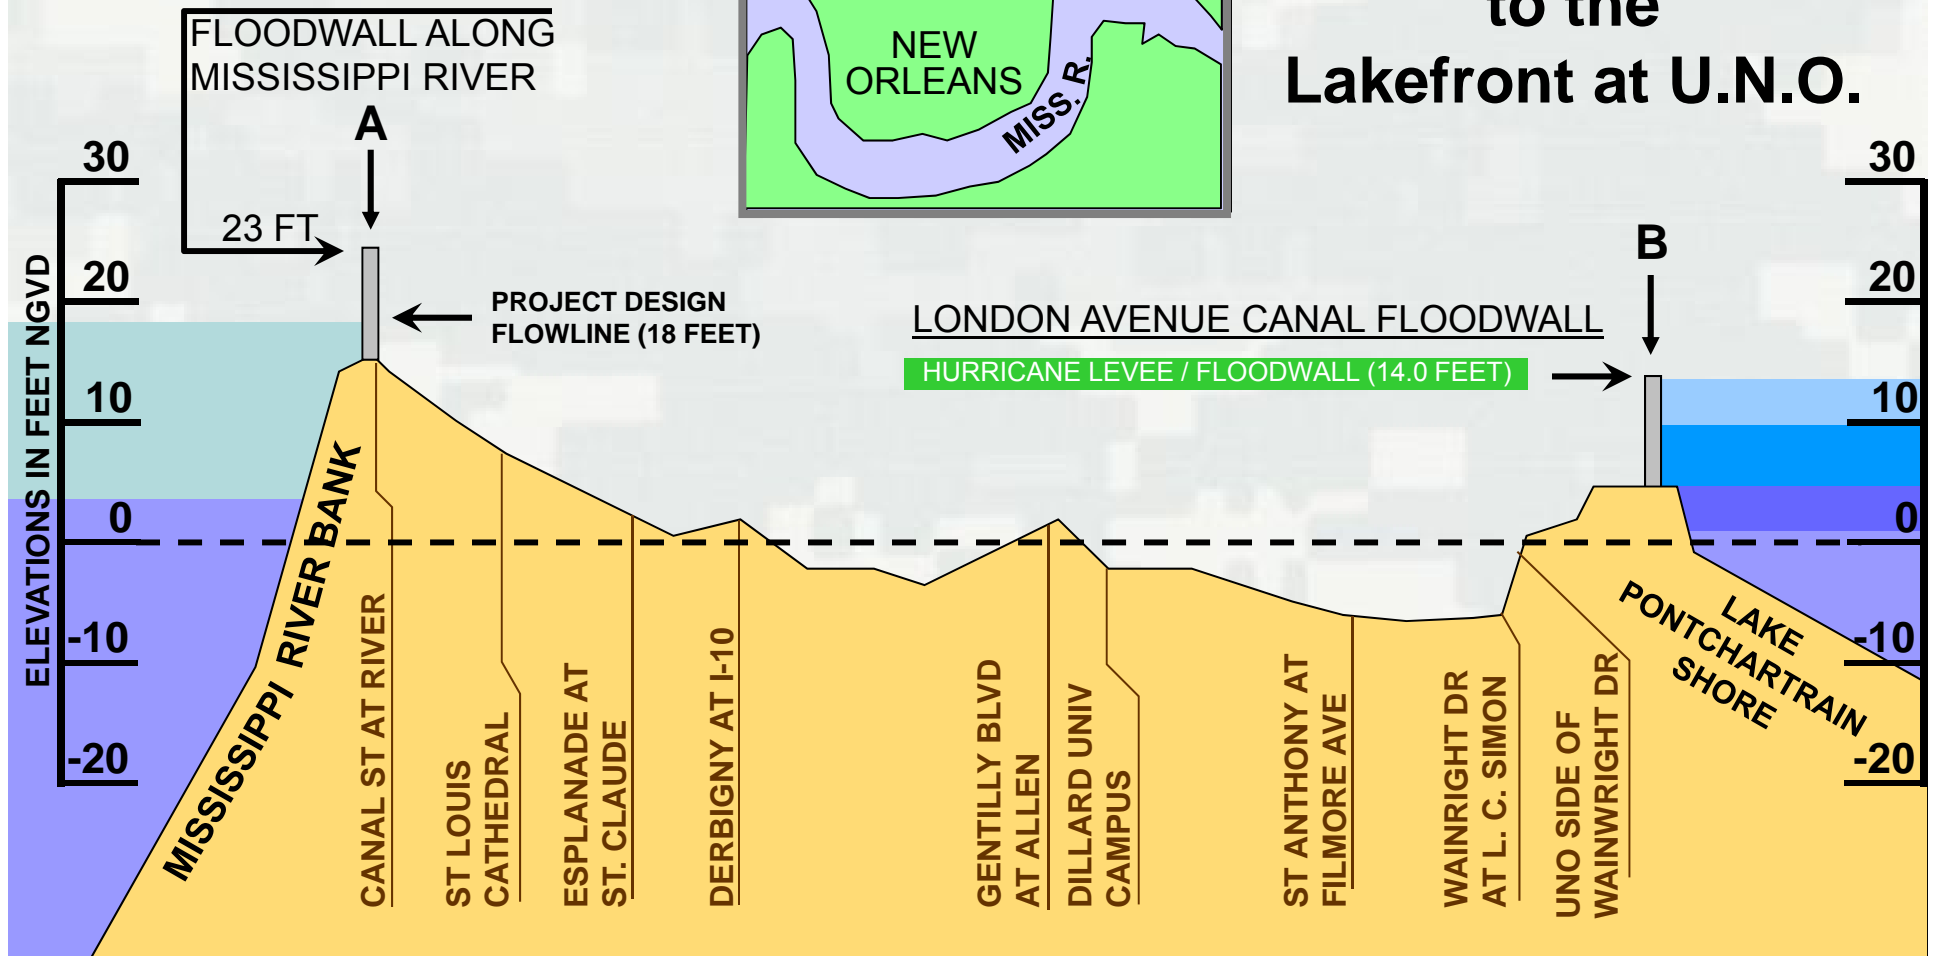 to the
Lakefront at U.N.O.
FLOODWALL ALONG
MISSISSIPPI RIVER
A
23 FT
NEW
ORLEANS
MISS. R.
PROJECT DESIGN
FLOWLINE (18 FEET)
B
LONDON AVENUE CANAL FLOODWALL
HURRICANE LEVEE / FLOODWALL (14.0 FEET)
ELEVATIONS IN FEET NGVD
30
20
10
0
-10
-20
30
20
10
0
-10
-20
MISSISSIPPI RIVER BANK
CANAL ST AT RIVER
ST LOUIS
CATHEDRAL
ESPLANADE AT
ST. CLAUDE
DERBIGNY AT I-10
GENTILLY BLVD
AT ALLEN
DILLARD UNIV
CAMPUS
ST ANTHONY AT
FILMORE AVE
WAINRIGHT DR
AT L. C. SIMON
UNO SIDE OF
WAINWRIGHT DR
LAKE
PONTCHARTRAIN
SHORE